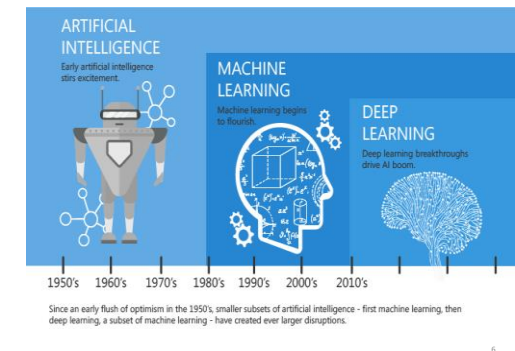 ARTIFICIAL
INTELLIGENCE
Early artificial intelligence
stirs excitement.
MACHINE
LEARNING
Machine learning begins
to flourish.
DEEP
LEARNING
Deep learning breakthroughs
drive AI boom.
1950's 1960's 1970's 1980's 1990's 2000's 2010's
Since an early flush of optimism in the 1950's, smaller subsets of artificial intelligence - first machine learning, then
deep learning, a subset of machine learning - have created ever larger disruptions.
6